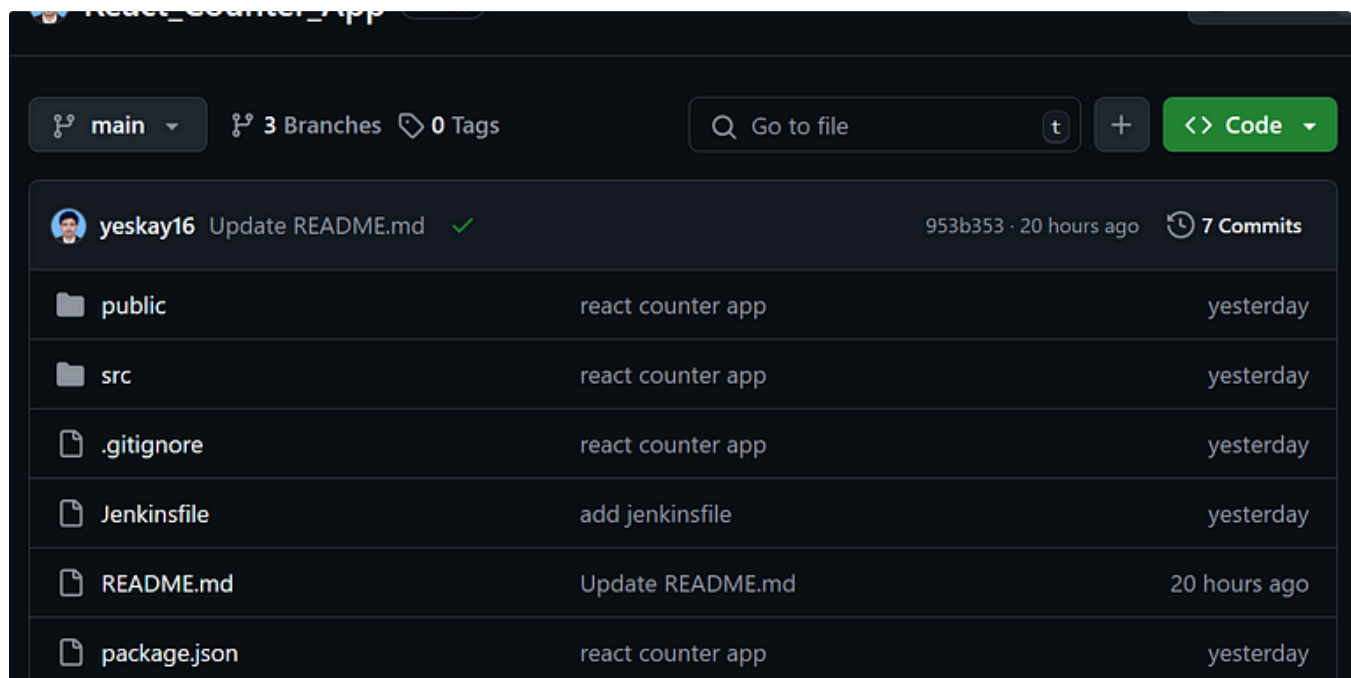 React_Counter_App
main 3 Branches 0 Tags Go to file t + <> Code
yeskay16 Update README.md 953b353 · 20 hours ago 7 Commits
public react counter app yesterday
src react counter app yesterday
.gitignore react counter app yesterday
Jenkinsfile add jenkinsfile yesterday
README.md Update README.md 20 hours ago
package.json react counter app yesterday